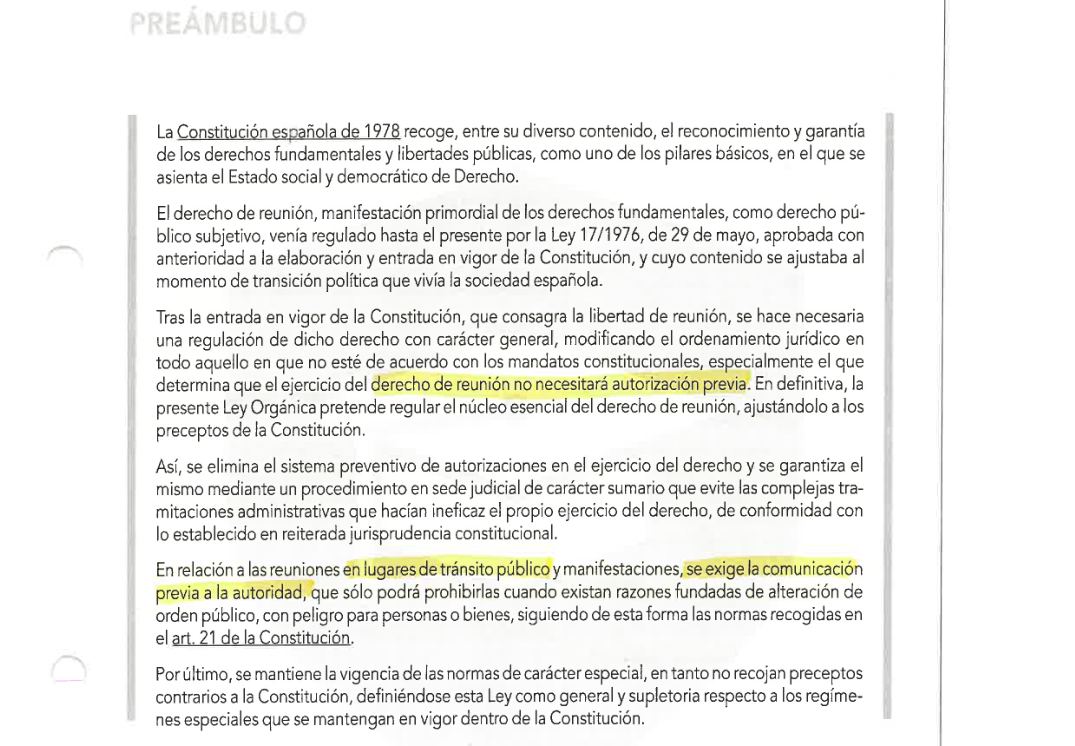 PREÁMBULO
La Constitución española de 1978 recoge, entre su diverso contenido, el reconocimiento y garantía
de los derechos fundamentales y libertades públicas, como uno de los pilares básicos, en el que se
asienta el Estado social y democrático de Derecho.
El derecho de reunión, manifestación primordial de los derechos fundamentales, como derecho pú-
blico subjetivo, venía regulado hasta el presente por la Ley 17/1976, de 29 de mayo, aprobada con
anterioridad a la elaboración y entrada en vigor de la Constitución, y cuyo contenido se ajustaba al
momento de transición política que vivía la sociedad española.
Tras la entrada en vigor de la Constitución, que consagra la libertad de reunión, se hace necesaria
una regulación de dicho derecho con carácter general, modificando el ordenamiento jurídico en
todo aquello en que no esté de acuerdo con los mandatos constitucionales, especialmente el que
determina que el ejercicio del derecho de reunión no necesitará autorización previa. En definitiva, la
presente Ley Orgánica pretende regular el núcleo esencial del derecho de reunión, ajustándolo a los
preceptos de la Constitución.
Así, se elimina el sistema preventivo de autorizaciones en el ejercicio del derecho y se garantiza el
mismo mediante un procedimiento en sede judicial de carácter sumario que evite las complejas tra-
mitaciones administrativas que hacían ineficaz el propio ejercicio del derecho, de conformidad con
lo establecido en reiterada jurisprudencia constitucional.
En relación a las reuniones en lugares de tránsito público y manifestaciones, se exige la comunicación
previa a la autoridad, que sólo podrá prohibirlas cuando existan razones fundadas de alteración de
orden público, con peligro para personas o bienes, siguiendo de esta forma las normas recogidas en
el art. 21 de la Constitución.
Por último, se mantiene la vigencia de las normas de carácter especial, en tanto no recojan preceptos
contrarios a la Constitución, definiéndose esta Ley como general y supletoria respecto a los regíme-
nes especiales que se mantengan en vigor dentro de la Constitución.